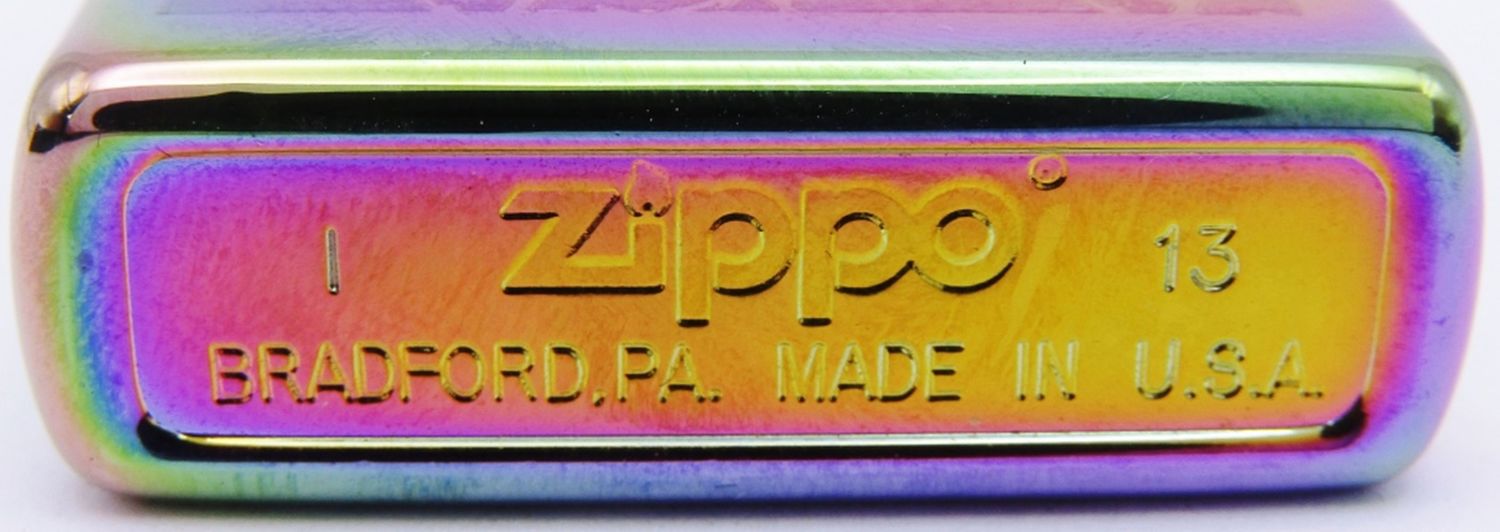 I zippo 13
BRADFORD, PA. MADE IN U.S.A.